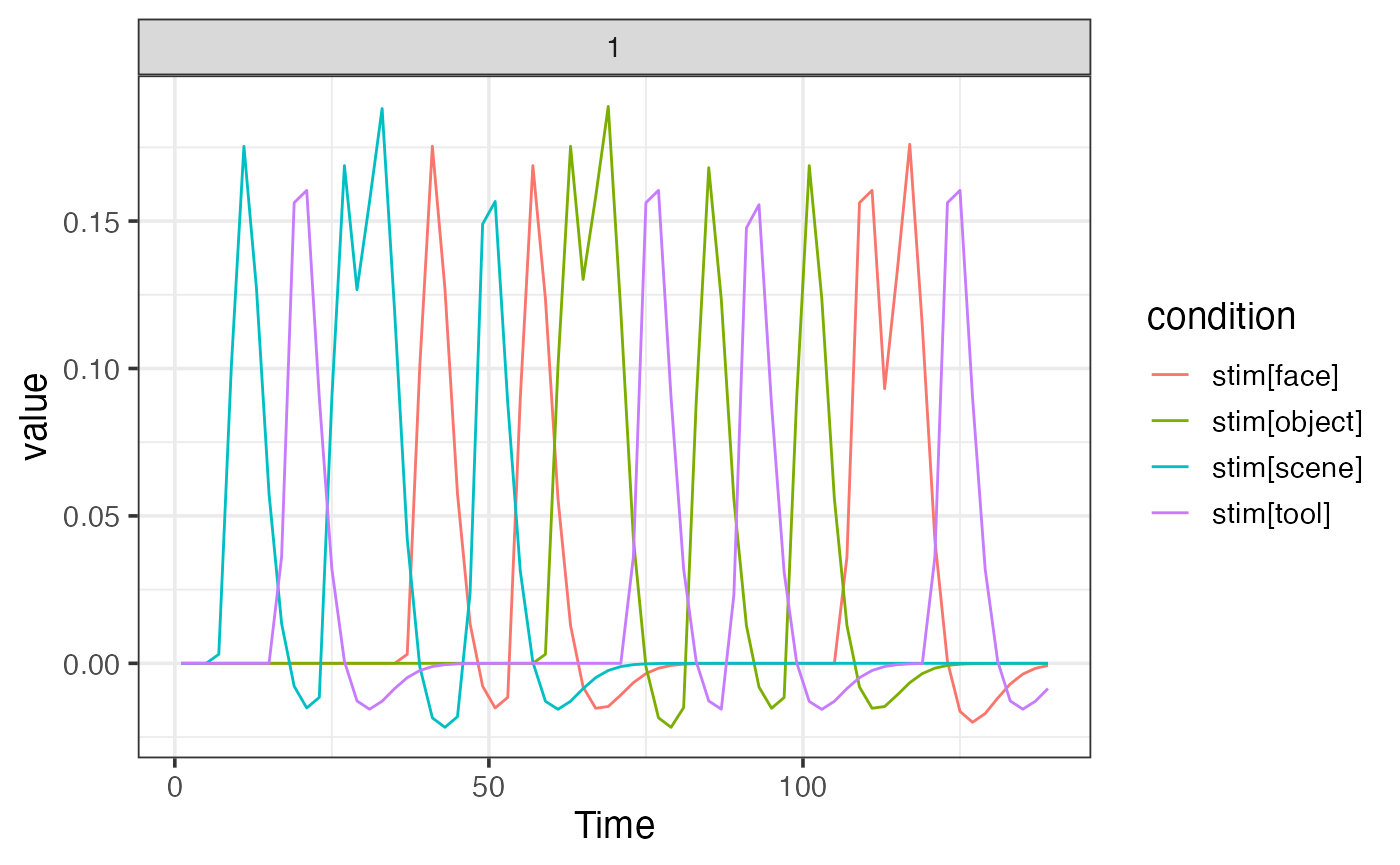 1
value
0.15
0.10
0.05
0.00
0
50
100
Time
condition
stim[face]
stim[object]
stim[scene]
stim[tool]